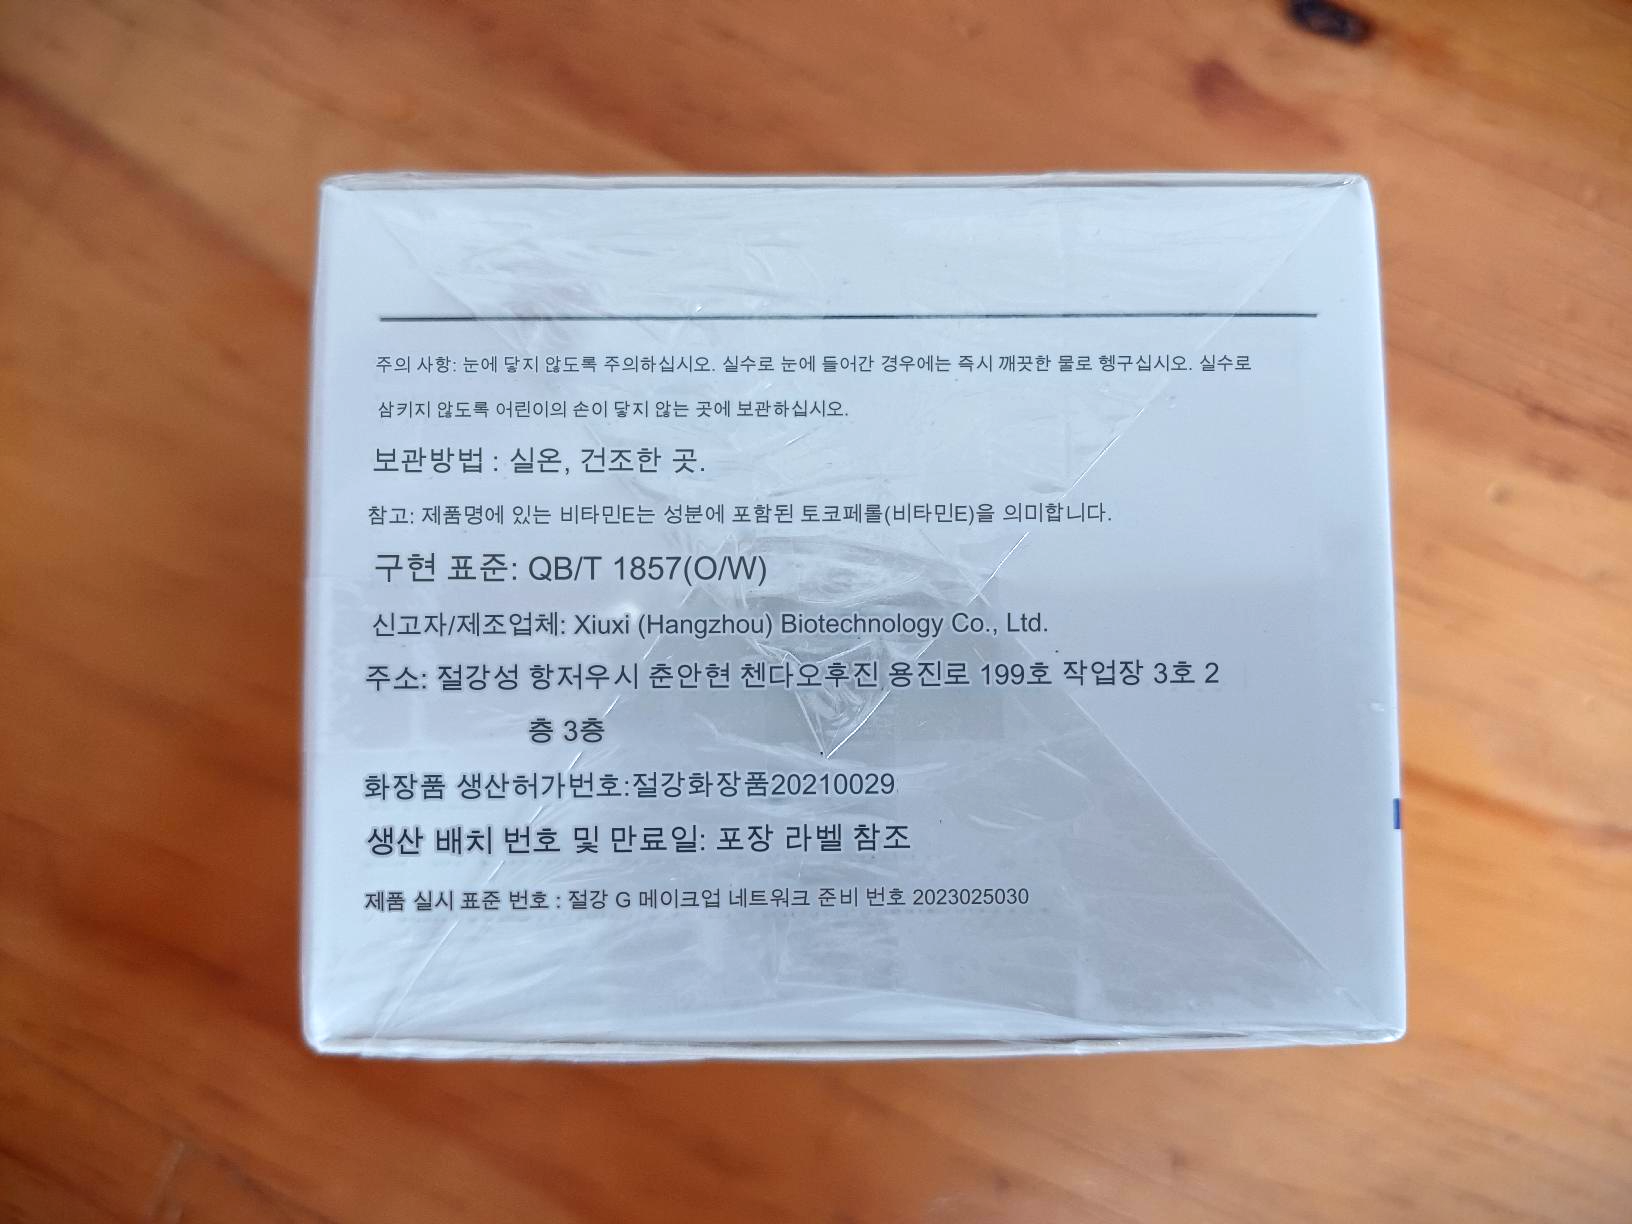 주의 사항: 눈에 닿지 않도록 주의하십시오. 실수로 눈에 들어간 경우에는 즉시 깨끗한 물로 헹구십시오. 실수로
삼키지 않도록 어린이의 손이 닿지 않는 곳에 보관하십시오.
보관방법 : 실온, 건조한 곳.
참고: 제품명에 있는 비타민E는 성분에 포함된 토코페롤(비타민E)을 의미합니다.
구현 표준: QB/T 1857(O/W)
신고자/제조업체: Xiuxi (Hangzhou) Biotechnology Co., Ltd.
주소: 절강성 항저우시 춘안현 첸다오후진 용진로 199호 작업장 3호 2
층 3층
화장품 생산허가번호:절강화장품20210029
생산 배치 번호 및 만료일: 포장 라벨 참조
제품 실시 표준 번호 : 절강 G 메이크업 네트워크 준비 번호 2023025030